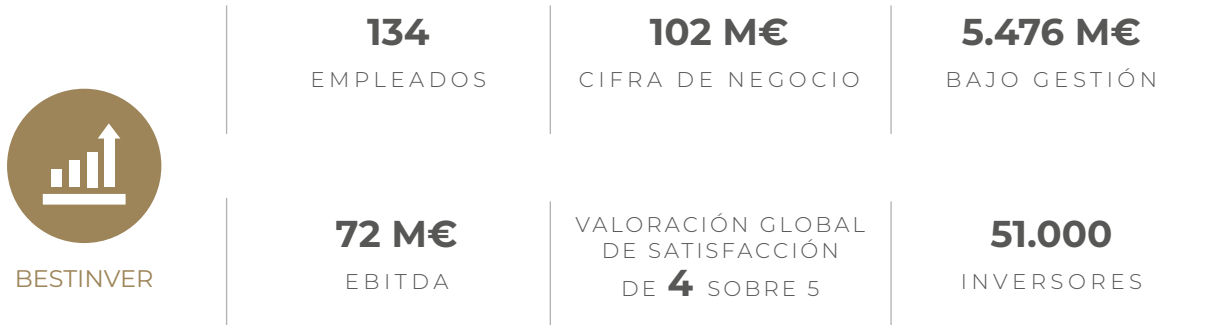 134
EMPLEADOS
102 M€
CIFRA DE NEGOCIO
5.476 M€
BAJO GESTIÓN
BESTINVER
72 M€
EBITDA
VALORACIÓN GLOBAL
DE SATISFACCIÓN
DE 4 SOBRE 5
51.000
INVERSORES